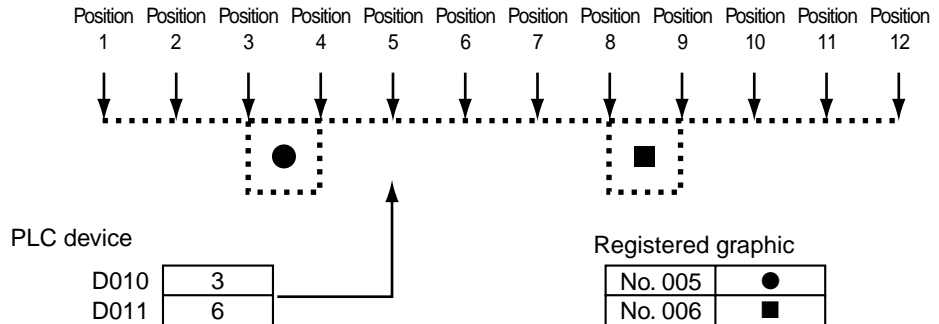 Position Position Position Position Position Position Position Position Position Position Position Position
1 2 3 4 5 6 7 8 9 10 11 12
PLC device
Registered graphic
D010 3
D011 6
No. 005
No. 006